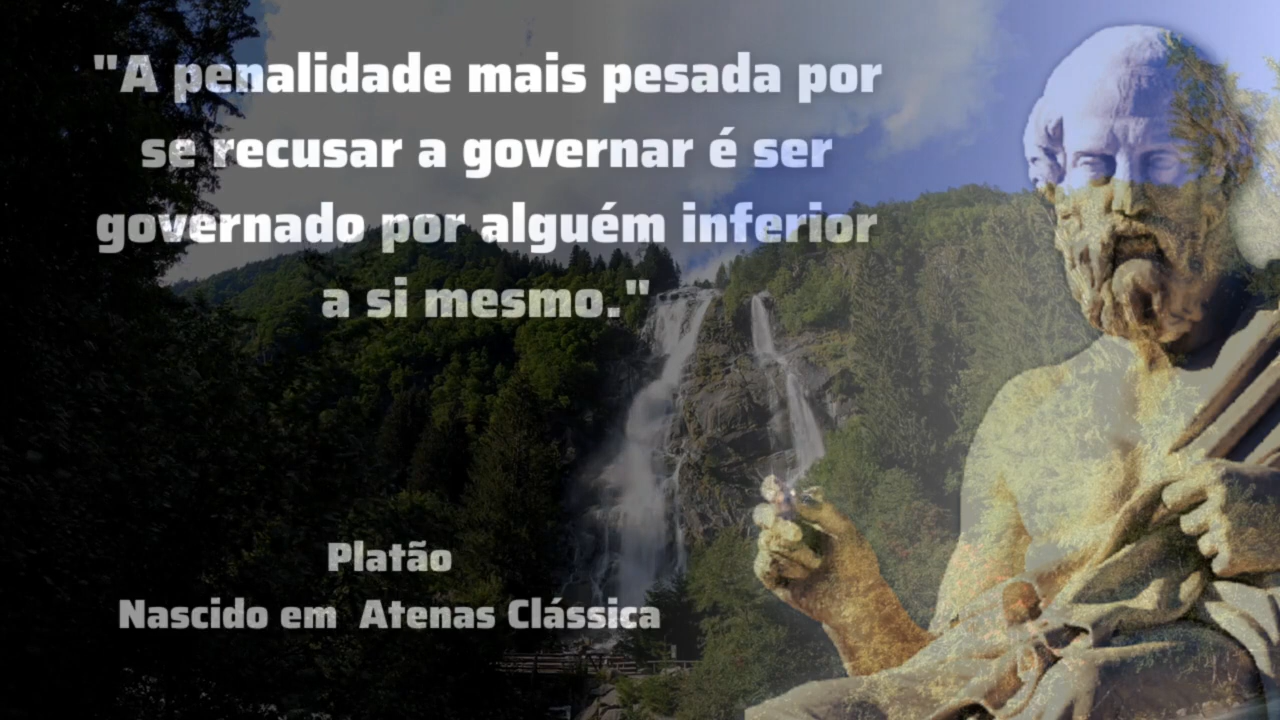 "A penalidade mais pesada por
se recusar a governar é ser
governado por alguém inferior
a si mesmo."
Platão
Nascido em  Atenas Clássica